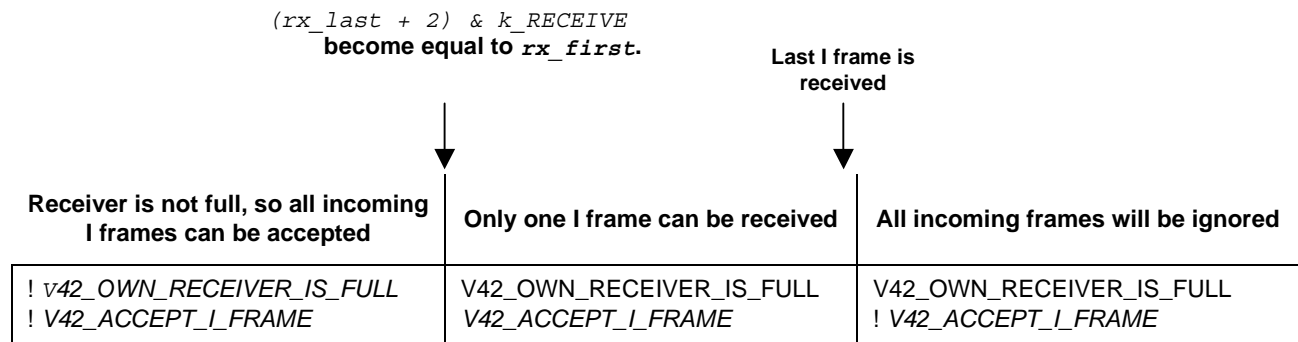 (rx_last + 2) & k_RECEIVE
become equal to rx_first.
Last I frame is
received
Receiver is not full, so all incoming
I frames can be accepted
Only one I frame can be received
All incoming frames will be ignored
! V42_OWN_RECEIVER_IS_FULL
! V42_ACCEPT_I_FRAME
V42_OWN_RECEIVER_IS_FULL
V42_ACCEPT_I_FRAME
V42_OWN_RECEIVER_IS_FULL
! V42_ACCEPT_I_FRAME